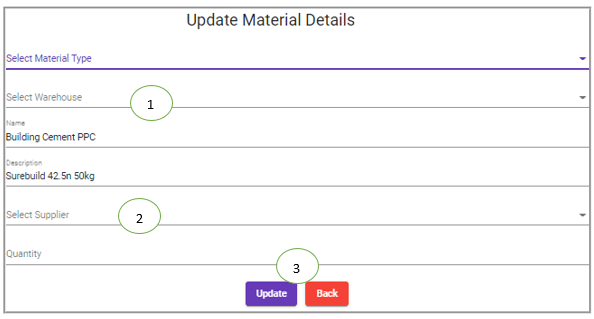 Update Material Details
Select Material Type
Select Warehouse
1
Name
Building Cement PPC
Description
Surebuild 42.5n 50kg
Select Supplier
2
Quantity
3
Update Back